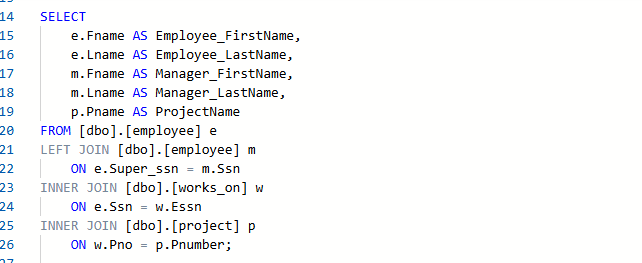 14 SELECT
15 e.Fname AS Employee_FirstName,
16 e.Lname AS Employee_LastName,
17 m.Fname AS Manager_FirstName,
18 m.Lname AS Manager_LastName,
19 p.Pname AS ProjectName
20 FROM [dbo].[employee] e
21 LEFT JOIN [dbo].[employee] m
22 ON e.Super_ssn = m.Ssn
23 INNER JOIN [dbo].[works_on] w
24 ON e.Ssn = w.Essn
25 INNER JOIN [dbo].[project] p
26 ON w.Pno = p.Pnumber;